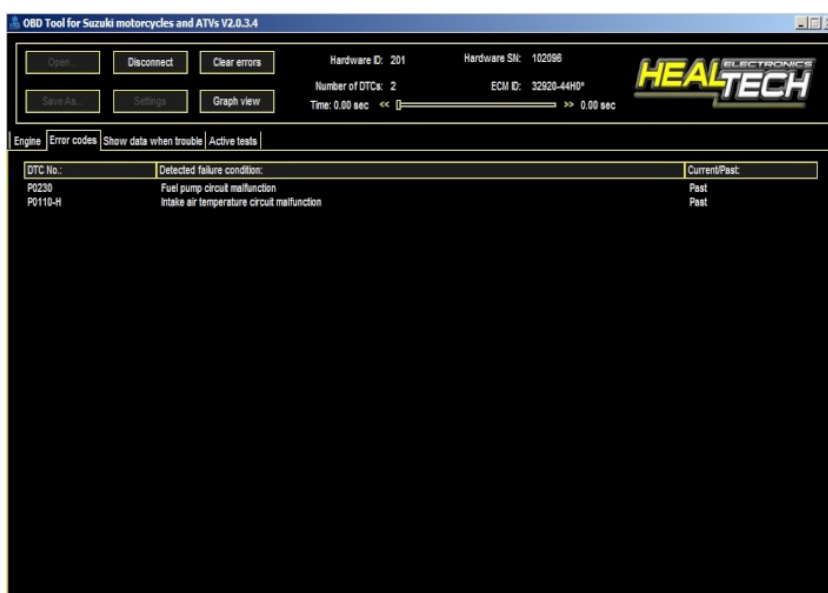 OBD Tool for Suzuki motorcycles and ATVs V2.0.3.4
Open... Disconnect Clear errors Hardware ID: 201 Hardware SN: 102096
Number of DTCs: 2 ECM ID: 32920-44H0*
Save As... Settings Graph view Time: 0.00 sec << >> 0.00 sec
HEALTECH ELECTRONICS
Engine Error codes Show data when trouble Active tests
DTC No.: Detected failure condition: Current/Past:
P0230 Fuel pump circuit malfunction Past
P0110-H Intake air temperature circuit malfunction Past